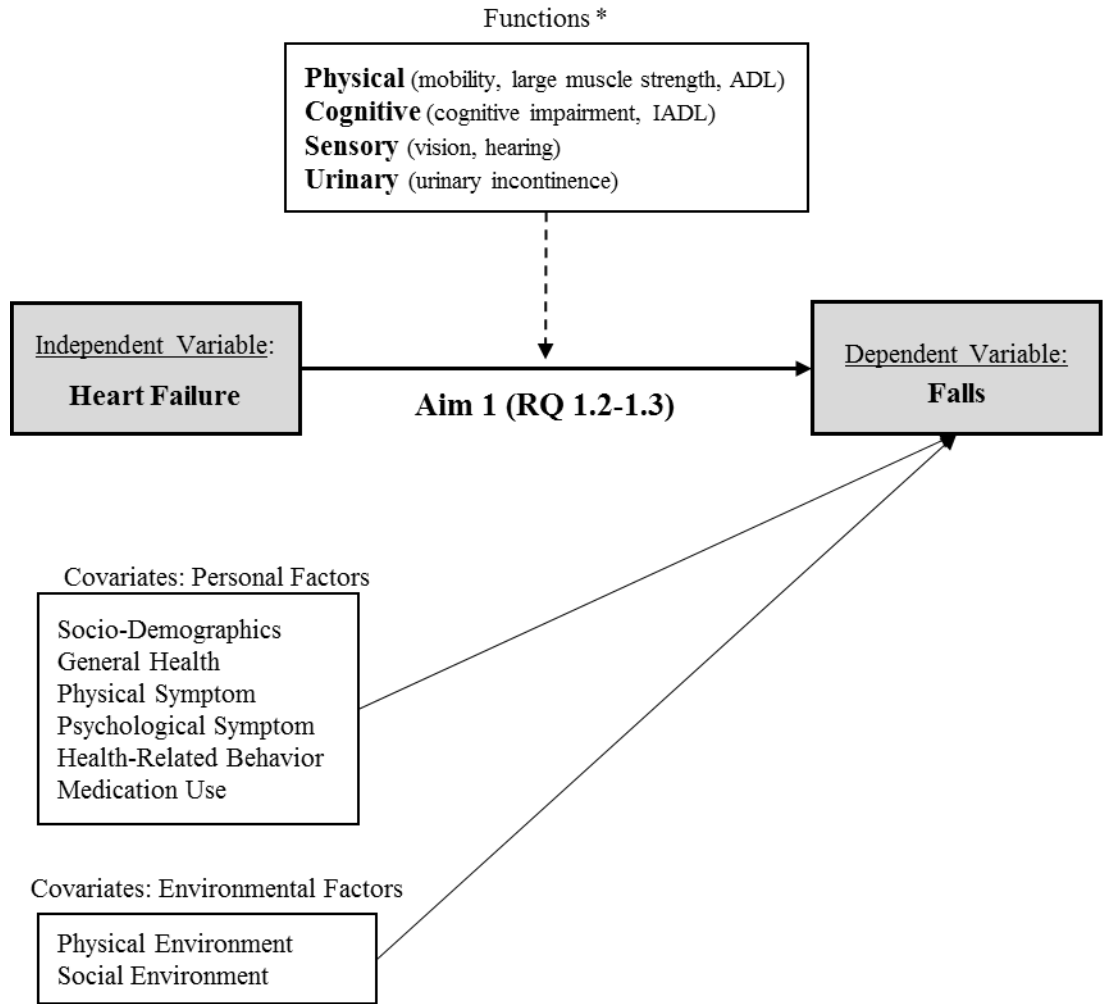 Functions *
Physical (mobility, large muscle strength, ADL)
Cognitive (cognitive impairment, IADL)
Sensory (vision, hearing)
Urinary (urinary incontinence)
Independent Variable:
Heart Failure
Aim 1 (RQ 1.2-1.3)
Dependent Variable:
Falls
Covariates: Personal Factors
Socio-Demographics
General Health
Physical Symptom
Psychological Symptom
Health-Related Behavior
Medication Use
Covariates: Environmental Factors
Physical Environment
Social Environment